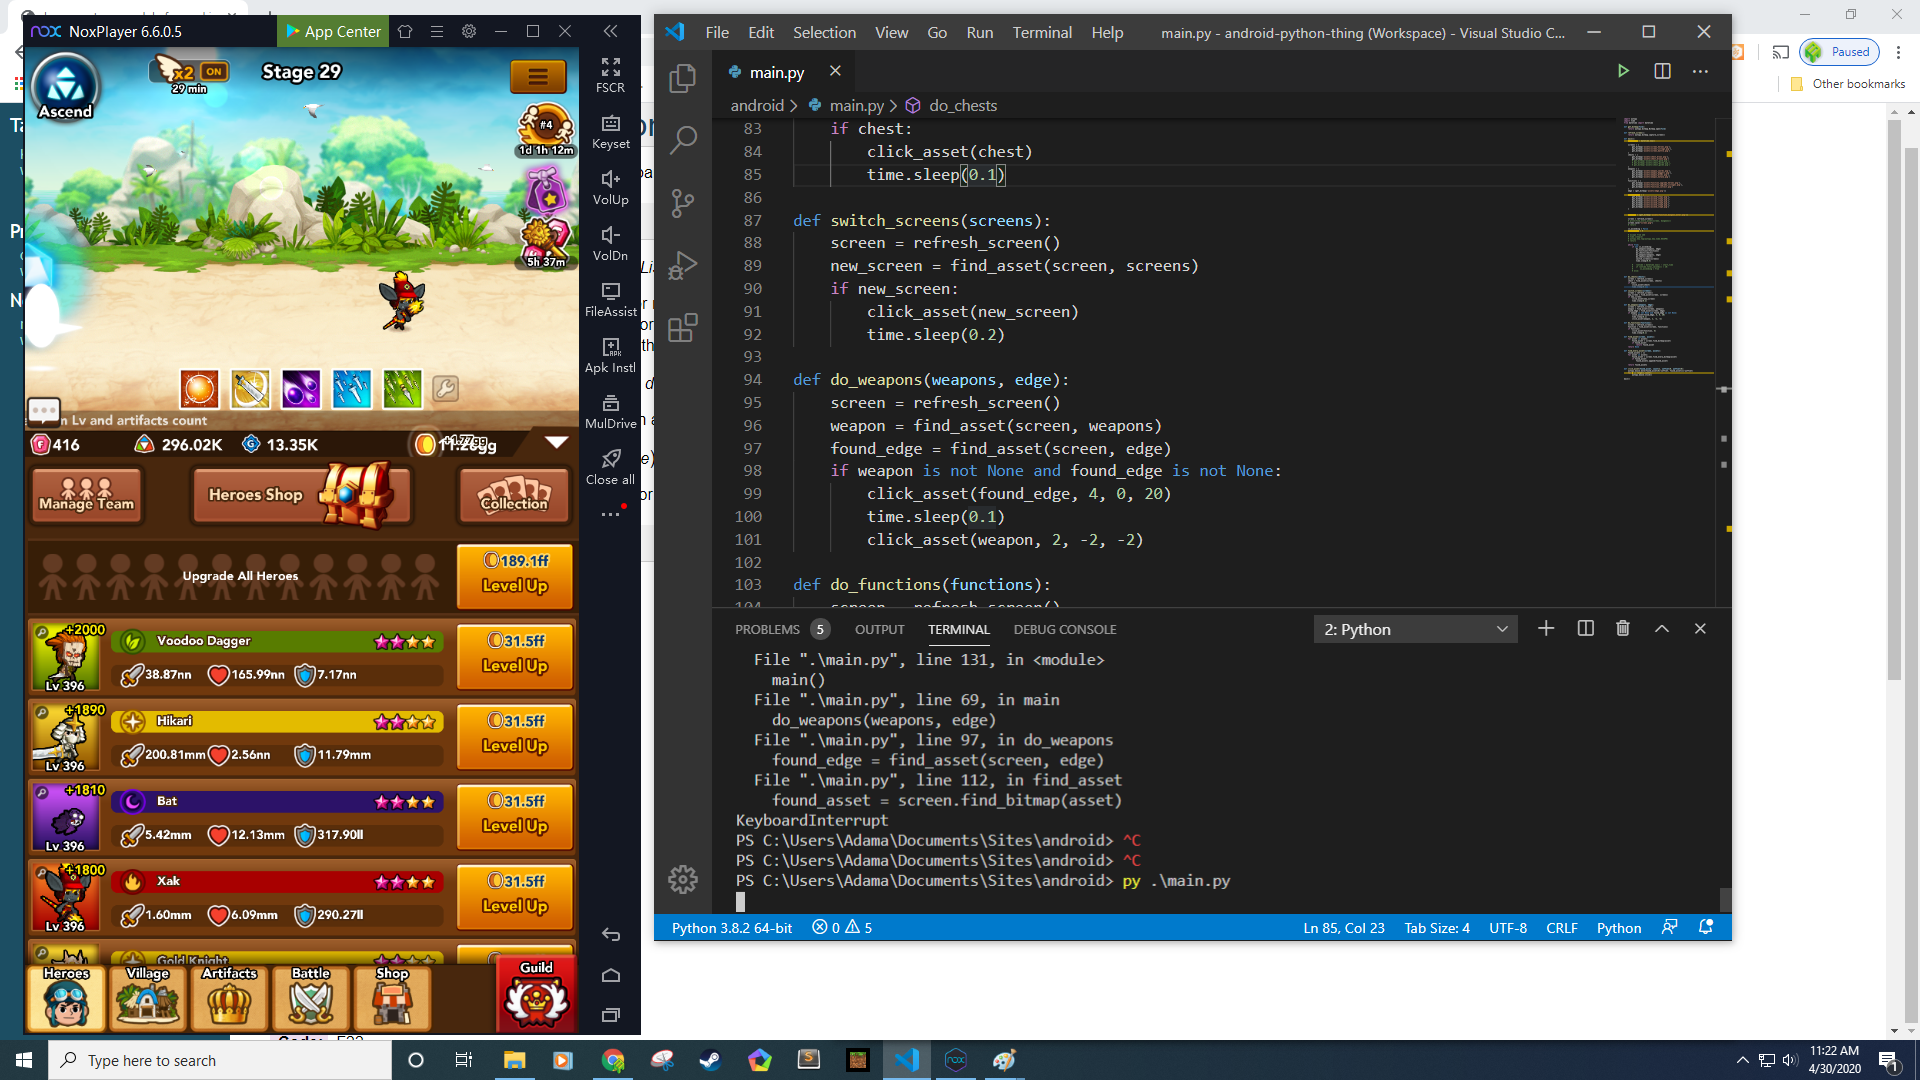 NoxPlayer 6.6.0.5
App Center
Ascend
x2 ON
29 min
Stage 29
#4
1d 1h 12m
5h 37m
n Lv and artifacts count
416
296.02K
13.35K
Manage Team
Heroes Shop
Collection
Upgrade All Heroes
189.1ff
Level Up
+2000
Voodoo Dagger
Lv 396
38.87nn
165.99nn
7.17nn
31.5ff
Level Up
+1890
Hikari
Lv 396
200.81mm
2.56nn
11.79mm
31.5ff
Level Up
+1810
Bat
Lv 396
5.42mm
12.13mm
317.90ll
31.5ff
Level Up
+1800
Xak
Lv 396
1.60mm
6.09mm
290.27ll
31.5ff
Level Up
Gold Knight
Heroes
Village
Artifacts
Battle
Shop
Guild
FSCR
Keyset
VolUp
VolDn
FileAssist
Apk Instl
MulDrive
Close all
File Edit Selection View Go Run Terminal Help
main.py - android-python-thing (Workspace) - Visual Studio C...
main.py
android > main.py > do_chests
83 if chest:
84 click_asset(chest)
85 time.sleep(0.1)
86
87 def switch_screens(screens):
88 screen = refresh_screen()
89 new_screen = find_asset(screen, screens)
90 if new_screen:
91 click_asset(new_screen)
92 time.sleep(0.2)
93
94 def do_weapons(weapons, edge):
95 screen = refresh_screen()
96 weapon = find_asset(screen, weapons)
97 found_edge = find_asset(screen, edge)
98 if weapon is not None and found_edge is not None:
99 click_asset(found_edge, 4, 0, 20)
100 time.sleep(0.1)
101 click_asset(weapon, 2, -2, -2)
102
103 def do_functions(functions):
104 screen = refresh_screen()
PROBLEMS 5 OUTPUT TERMINAL DEBUG CONSOLE
2: Python
File ".\main.py", line 131, in <module>
main()
File ".\main.py", line 69, in main
do_weapons(weapons, edge)
File ".\main.py", line 97, in do_weapons
found_edge = find_asset(screen, edge)
File ".\main.py", line 112, in find_asset
found_asset = screen.find_bitmap(asset)
KeyboardInterrupt
PS C:\Users\Adama\Documents\Sites\android> ^C
PS C:\Users\Adama\Documents\Sites\android> ^C
PS C:\Users\Adama\Documents\Sites\android> py .\main.py
Python 3.8.2 64-bit
0
5
Ln 85, Col 23
Tab Size: 4
UTF-8
CRLF
Python
Paused
Other bookmarks
Type here to search
11:22 AM
4/30/2020
1